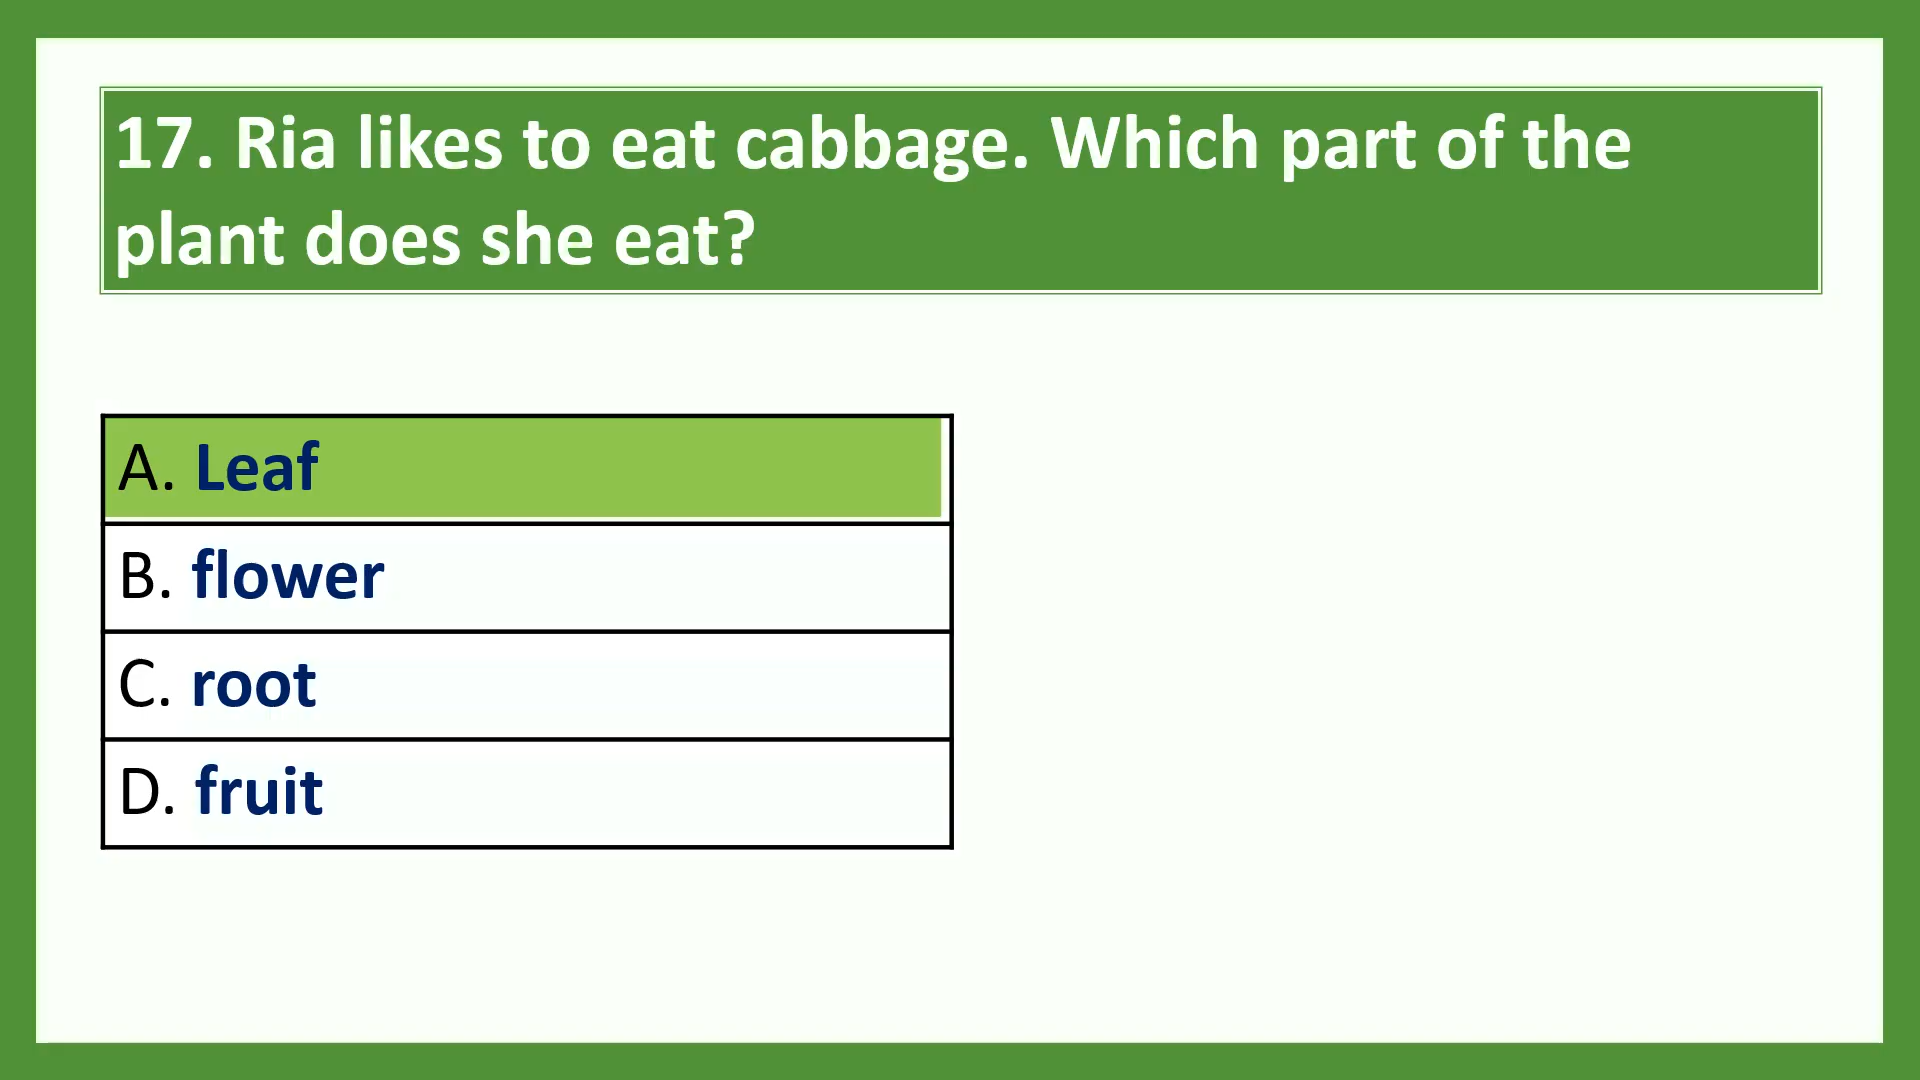 17. Ria likes to eat cabbage. Which part of the
plant does she eat?
A. Leaf
B. flower
C. root
D. fruit